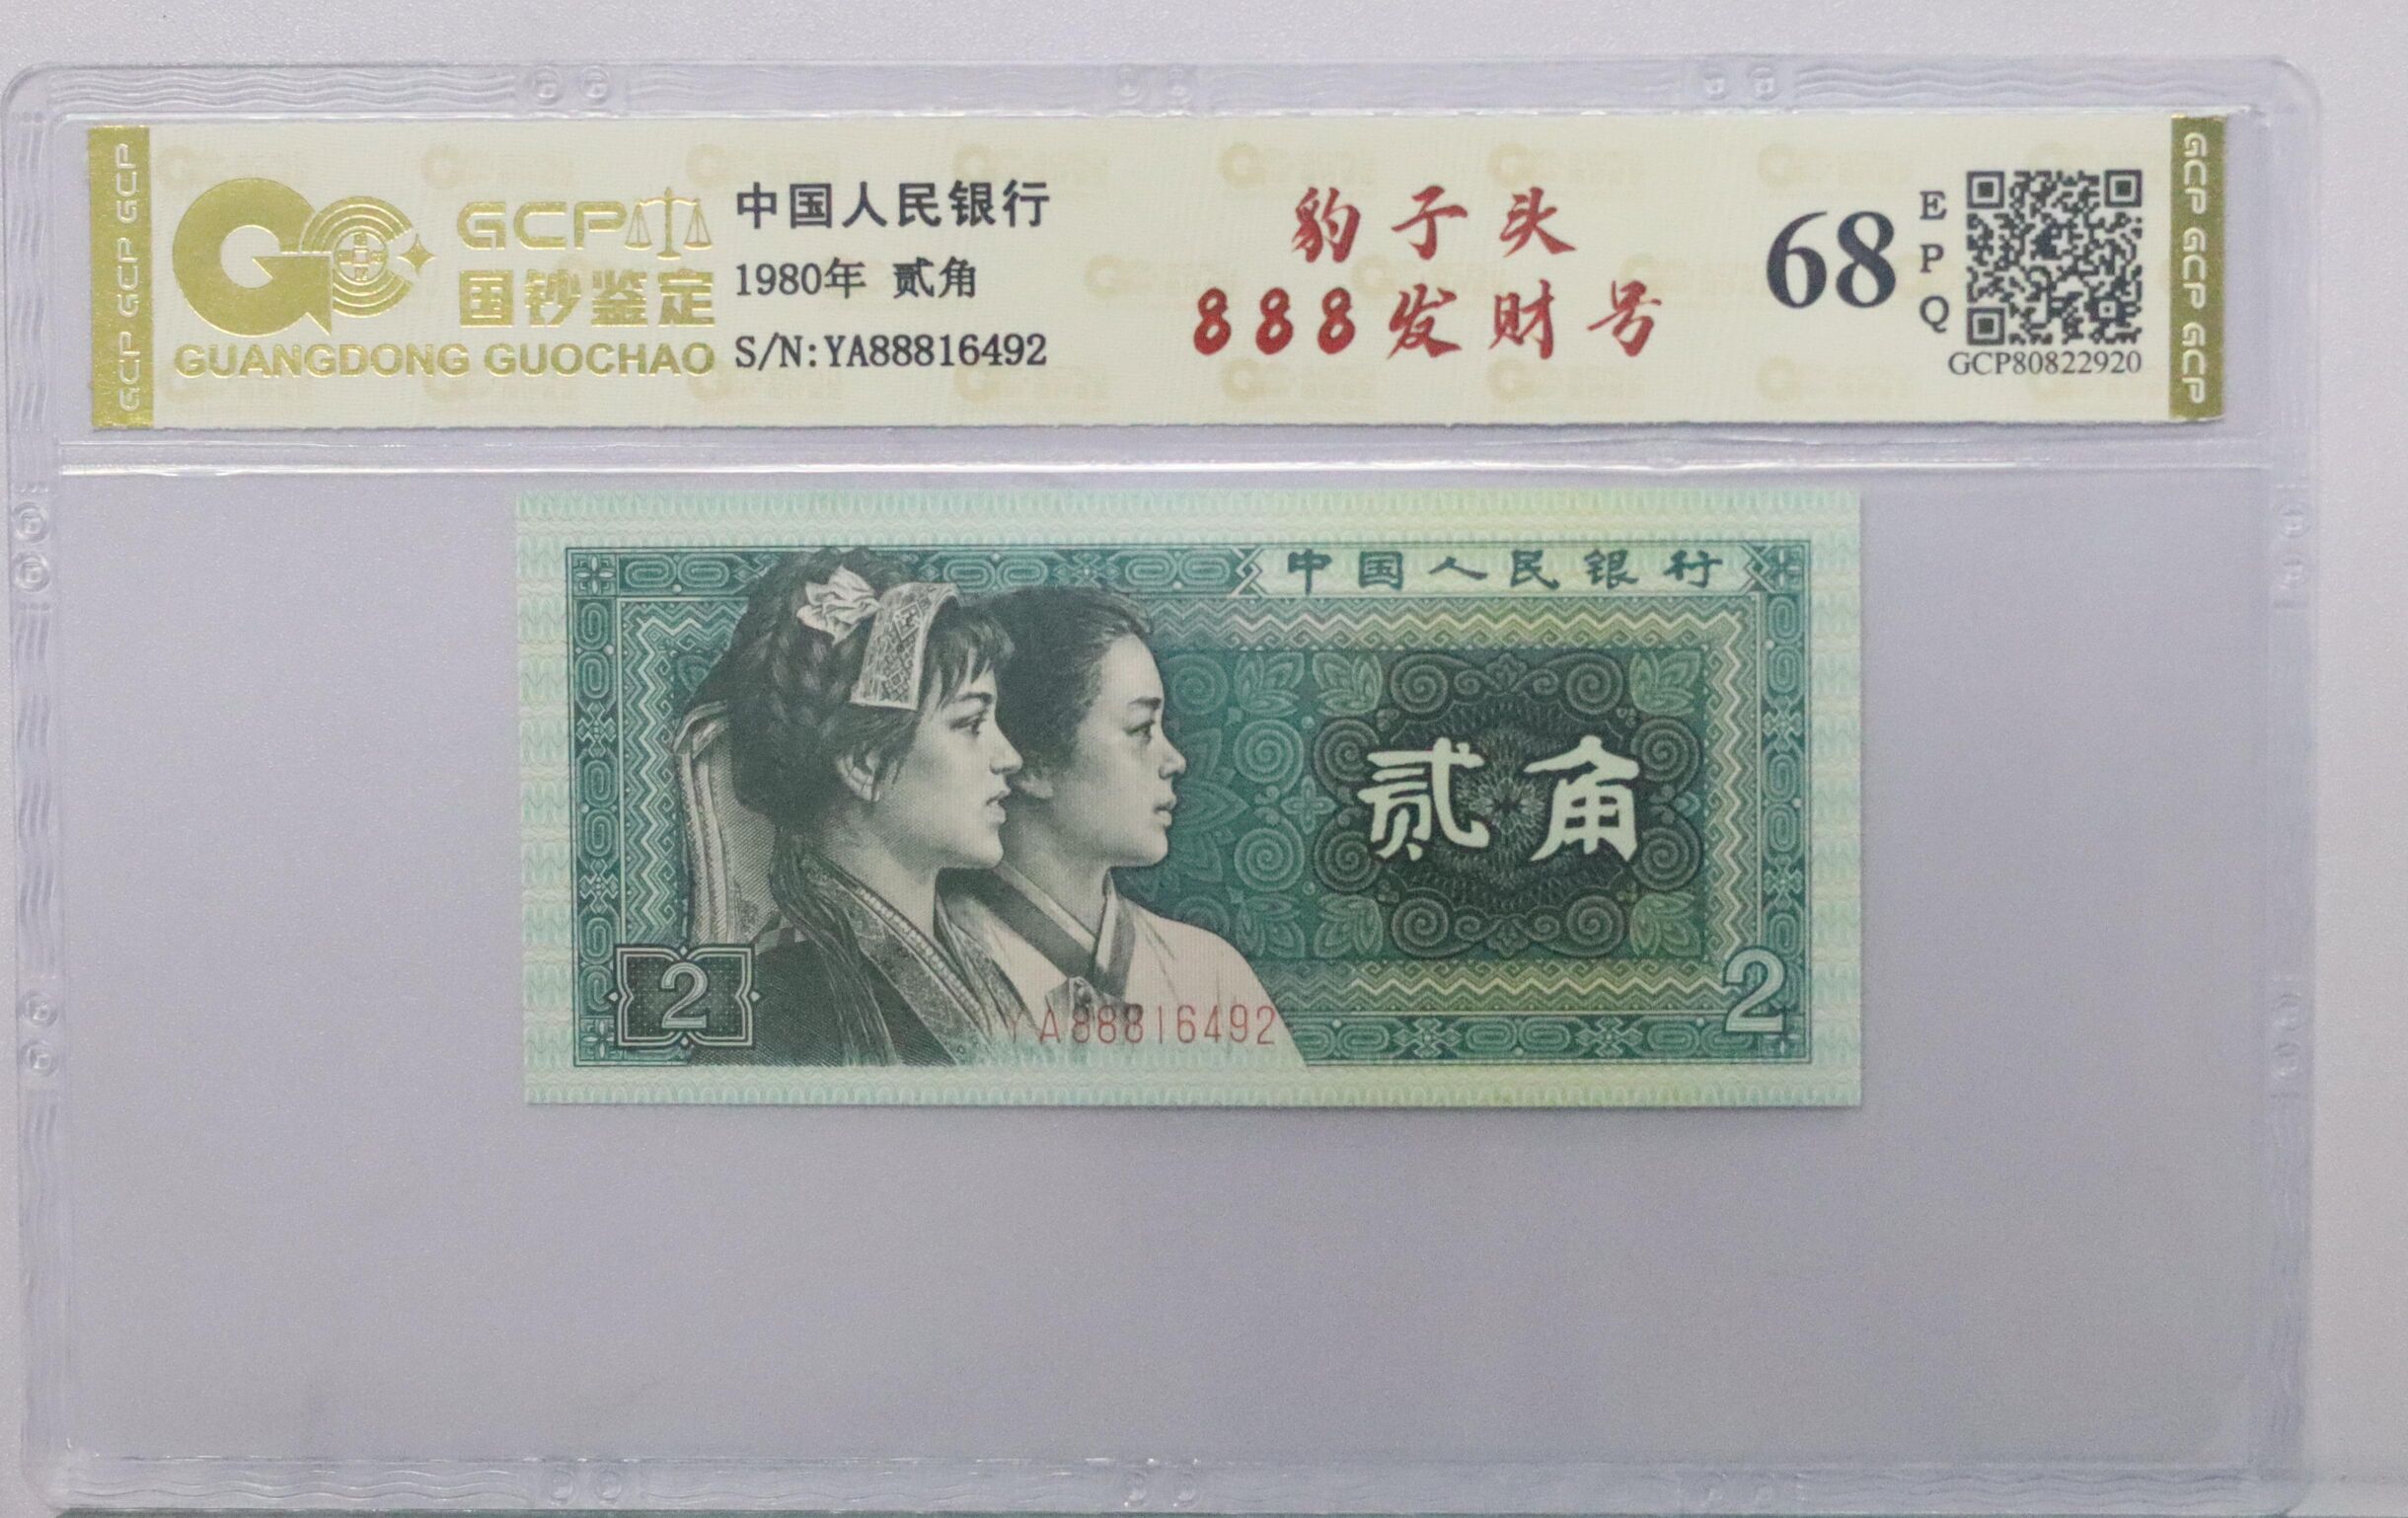 GCP GCP GCP
GCP
国钞鉴定
GUANGDONG GUOCHAO
中国人民银行
1980年 贰角
S/N:YA88816492
豹子头
888发财号
68
EPQ
GCP80822920
GCP GCP GCP
中国人民银行
贰角
2
YA88816492
2